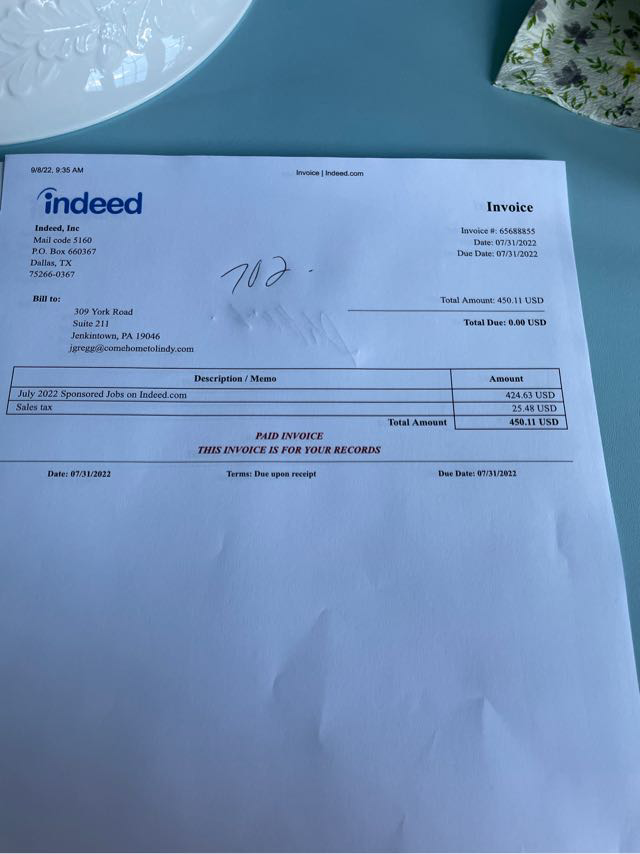 9/8/22, 9:35 AM
Invoice | Indeed.com
indeed
Invoice
Indeed, Inc
Mail code 5160
P.O. Box 660367
Dallas, TX
75266-0367
Invoice #: 65688855
Date: 07/31/2022
Due Date: 07/31/2022
702.
Bill to:
309 York Road
Suite 211
Jenkintown, PA 19046
jgregg@comehometolindy.com
Total Amount: 450.11 USD
Total Due: 0.00 USD
Description / Memo Amount
July 2022 Sponsored Jobs on Indeed.com 424.63 USD
Sales tax 25.48 USD
Total Amount 450.11 USD
PAID INVOICE
THIS INVOICE IS FOR YOUR RECORDS
Date: 07/31/2022 Terms: Due upon receipt Due Date: 07/31/2022